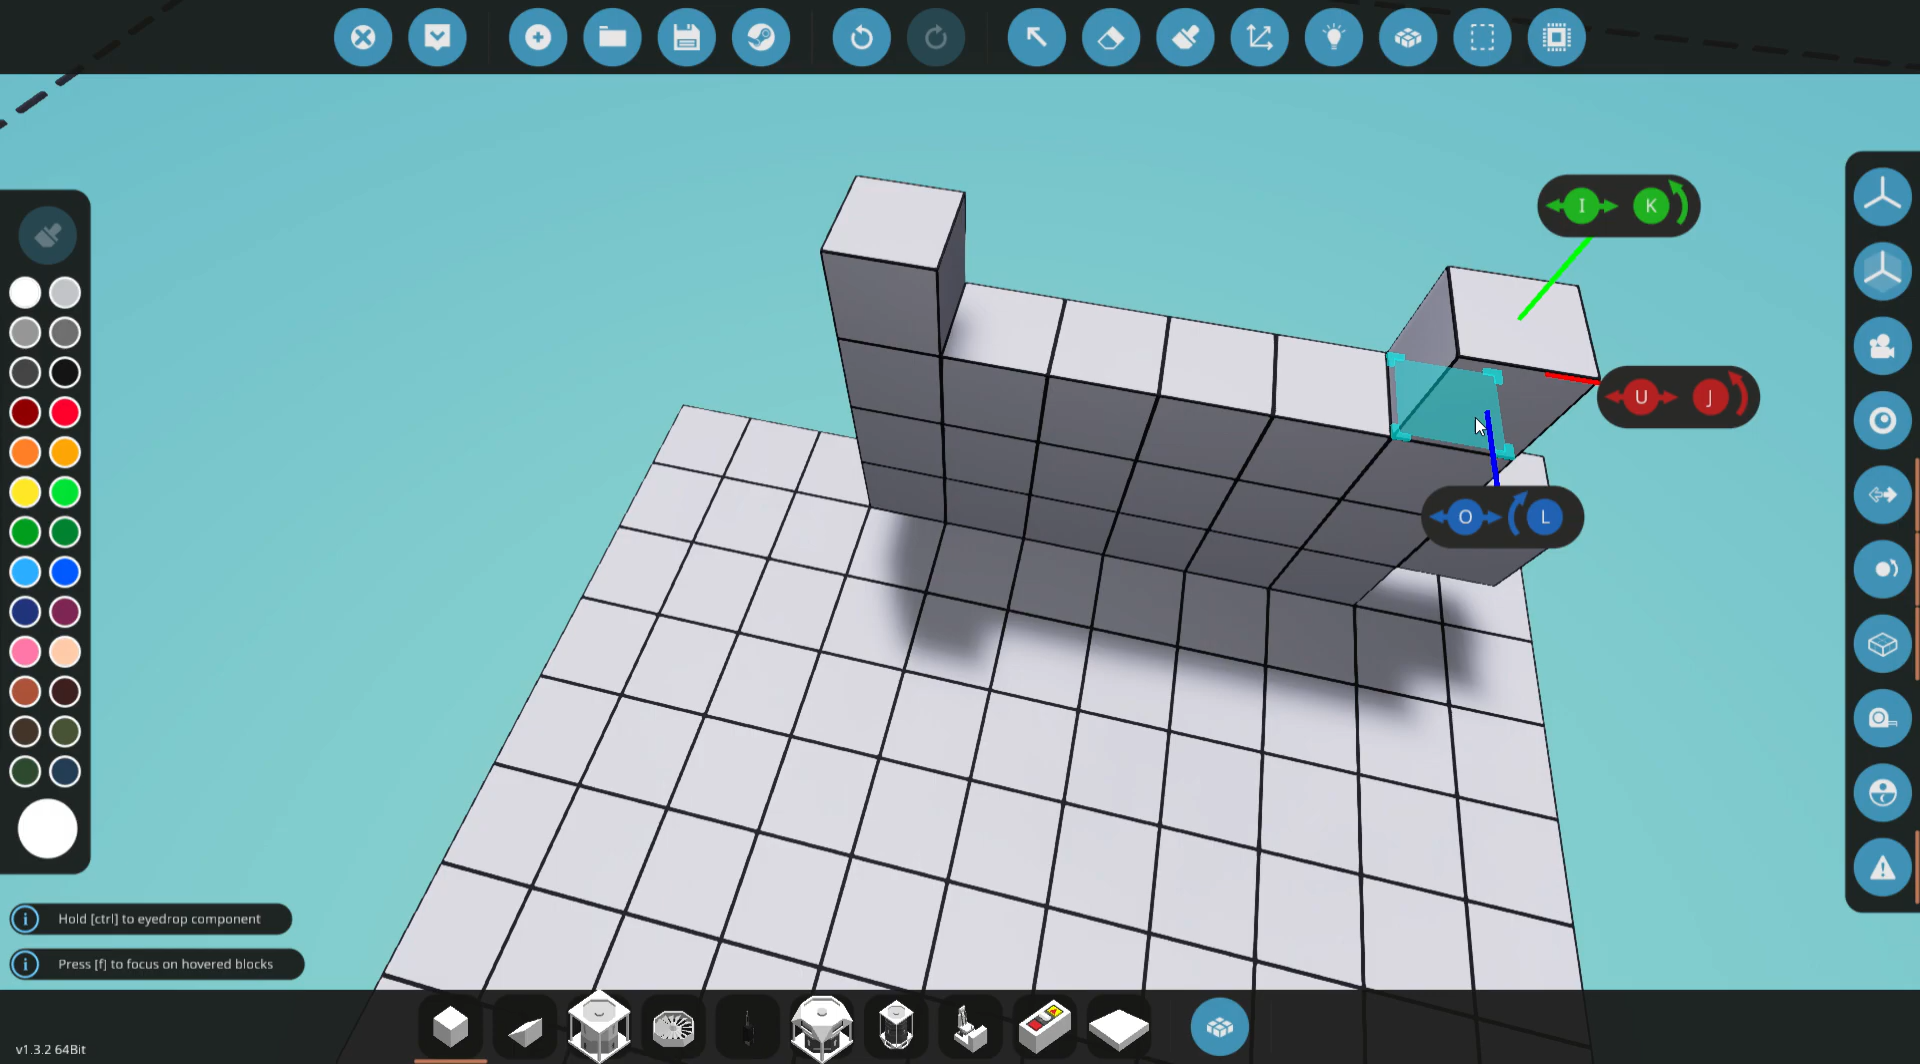 I K
U J
O L
Hold [ctrl] to eyedrop component
Press [f] to focus on hovered blocks
v1.3.2 64Bit